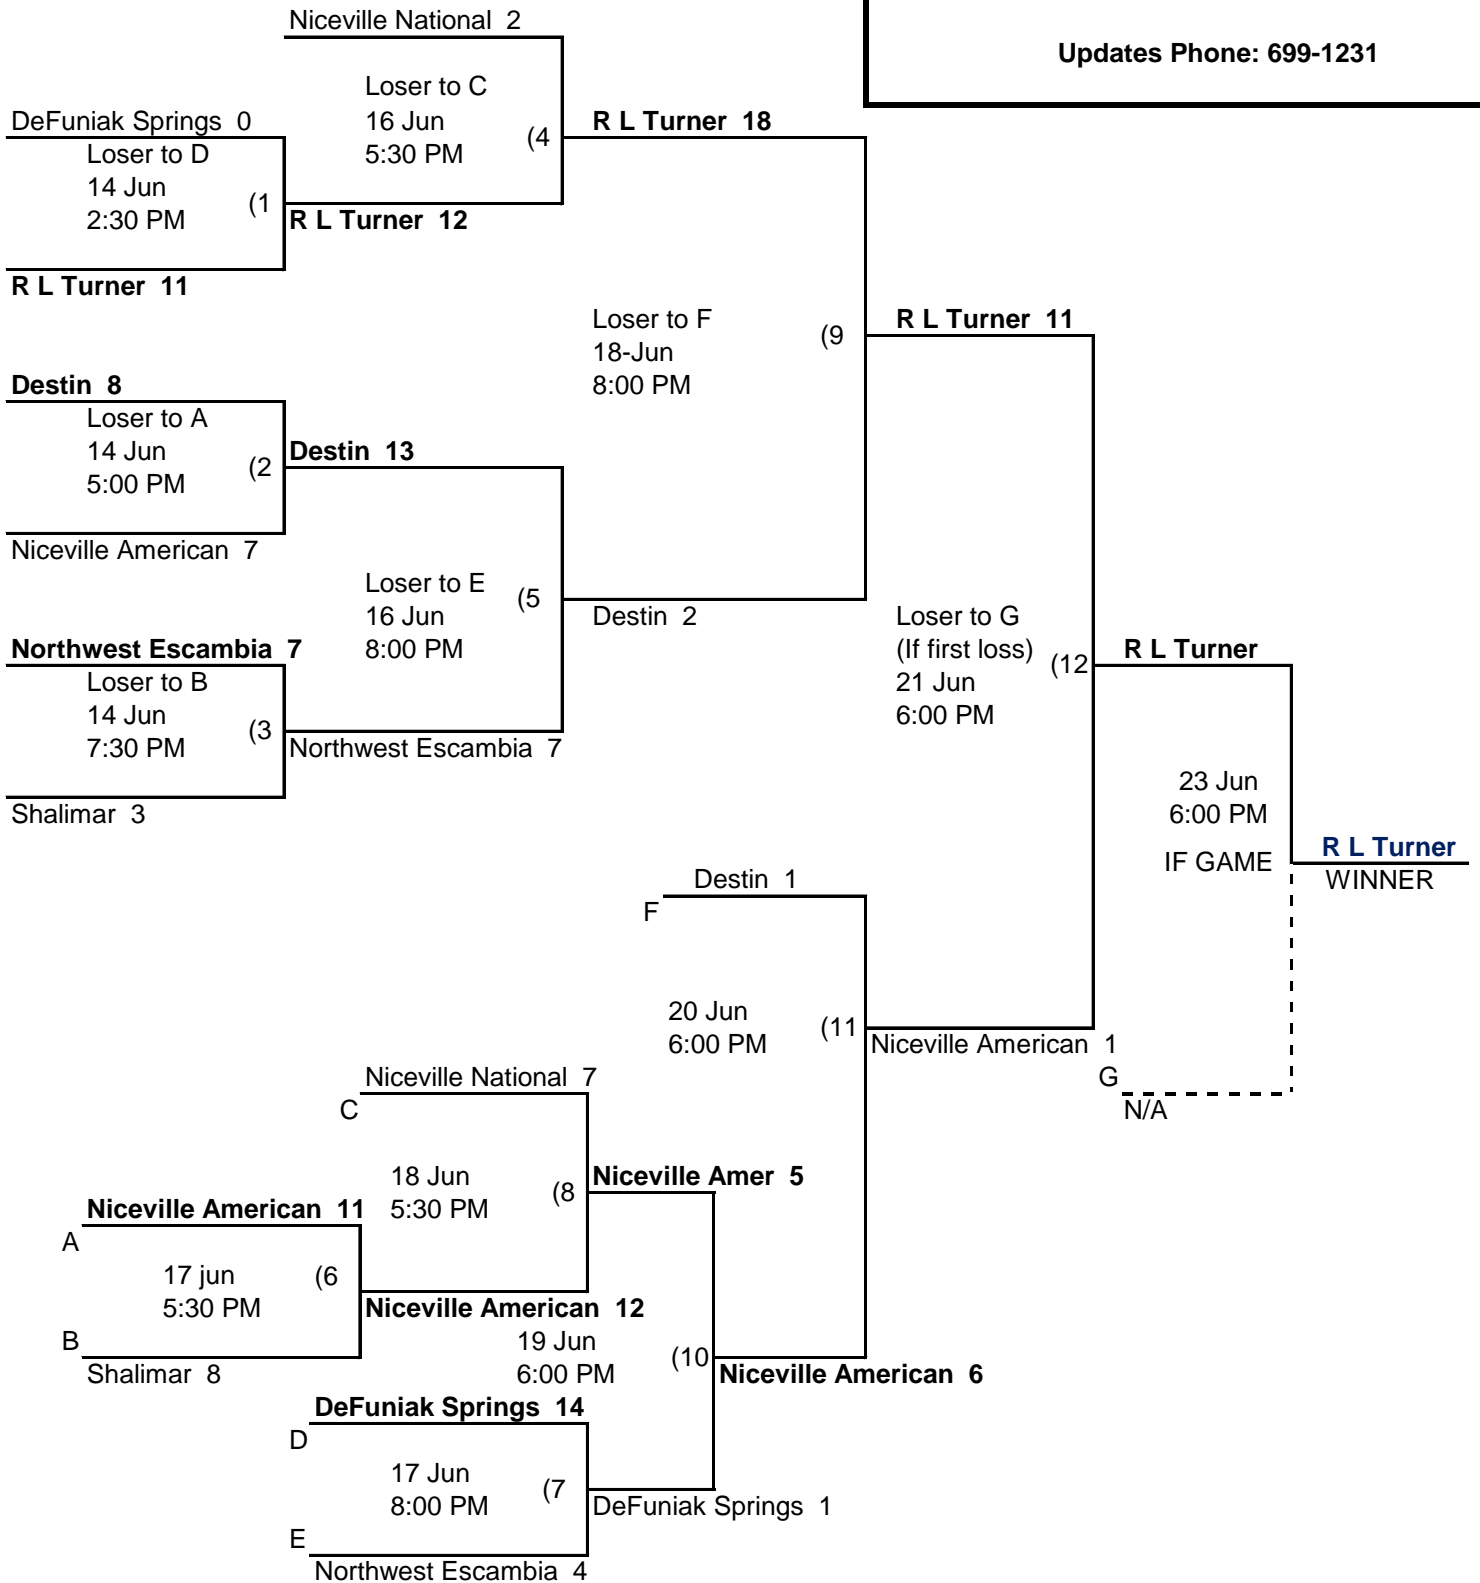 Niceville National 2
Updates Phone: 699-1231
Loser to C
16 Jun
5:30 PM
(4
DeFuniak Springs 0
R L Turner 18
Loser to D
14 Jun
2:30 PM
(1
R L Turner 12
R L Turner 11
Loser to F
18-Jun
8:00 PM
(9
R L Turner 11
Destin 8
Loser to A
14 Jun
5:00 PM
(2
Destin 13
Niceville American 7
Loser to E
16 Jun
8:00 PM
(5
Destin 2
Loser to G
(If first loss)
21 Jun
6:00 PM
(12
R L Turner
Northwest Escambia 7
Loser to B
14 Jun
7:30 PM
(3
Northwest Escambia 7
Shalimar 3
23 Jun
6:00 PM
IF GAME
R L Turner
WINNER
Destin 1
F
20 Jun
6:00 PM
(11
Niceville American 1
G
N/A
Niceville National 7
C
18 Jun
5:30 PM
(8
Niceville Amer 5
Niceville American 11
A
17 jun
5:30 PM
(6
Niceville American 12
B
Shalimar 8
19 Jun
6:00 PM
(10
Niceville American 6
DeFuniak Springs 14
D
17 Jun
8:00 PM
(7
DeFuniak Springs 1
E
Northwest Escambia 4